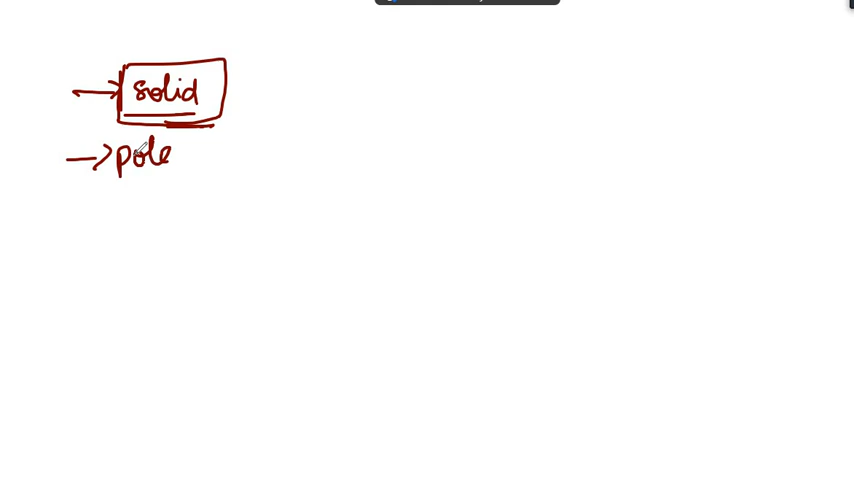 → solid
→ pole